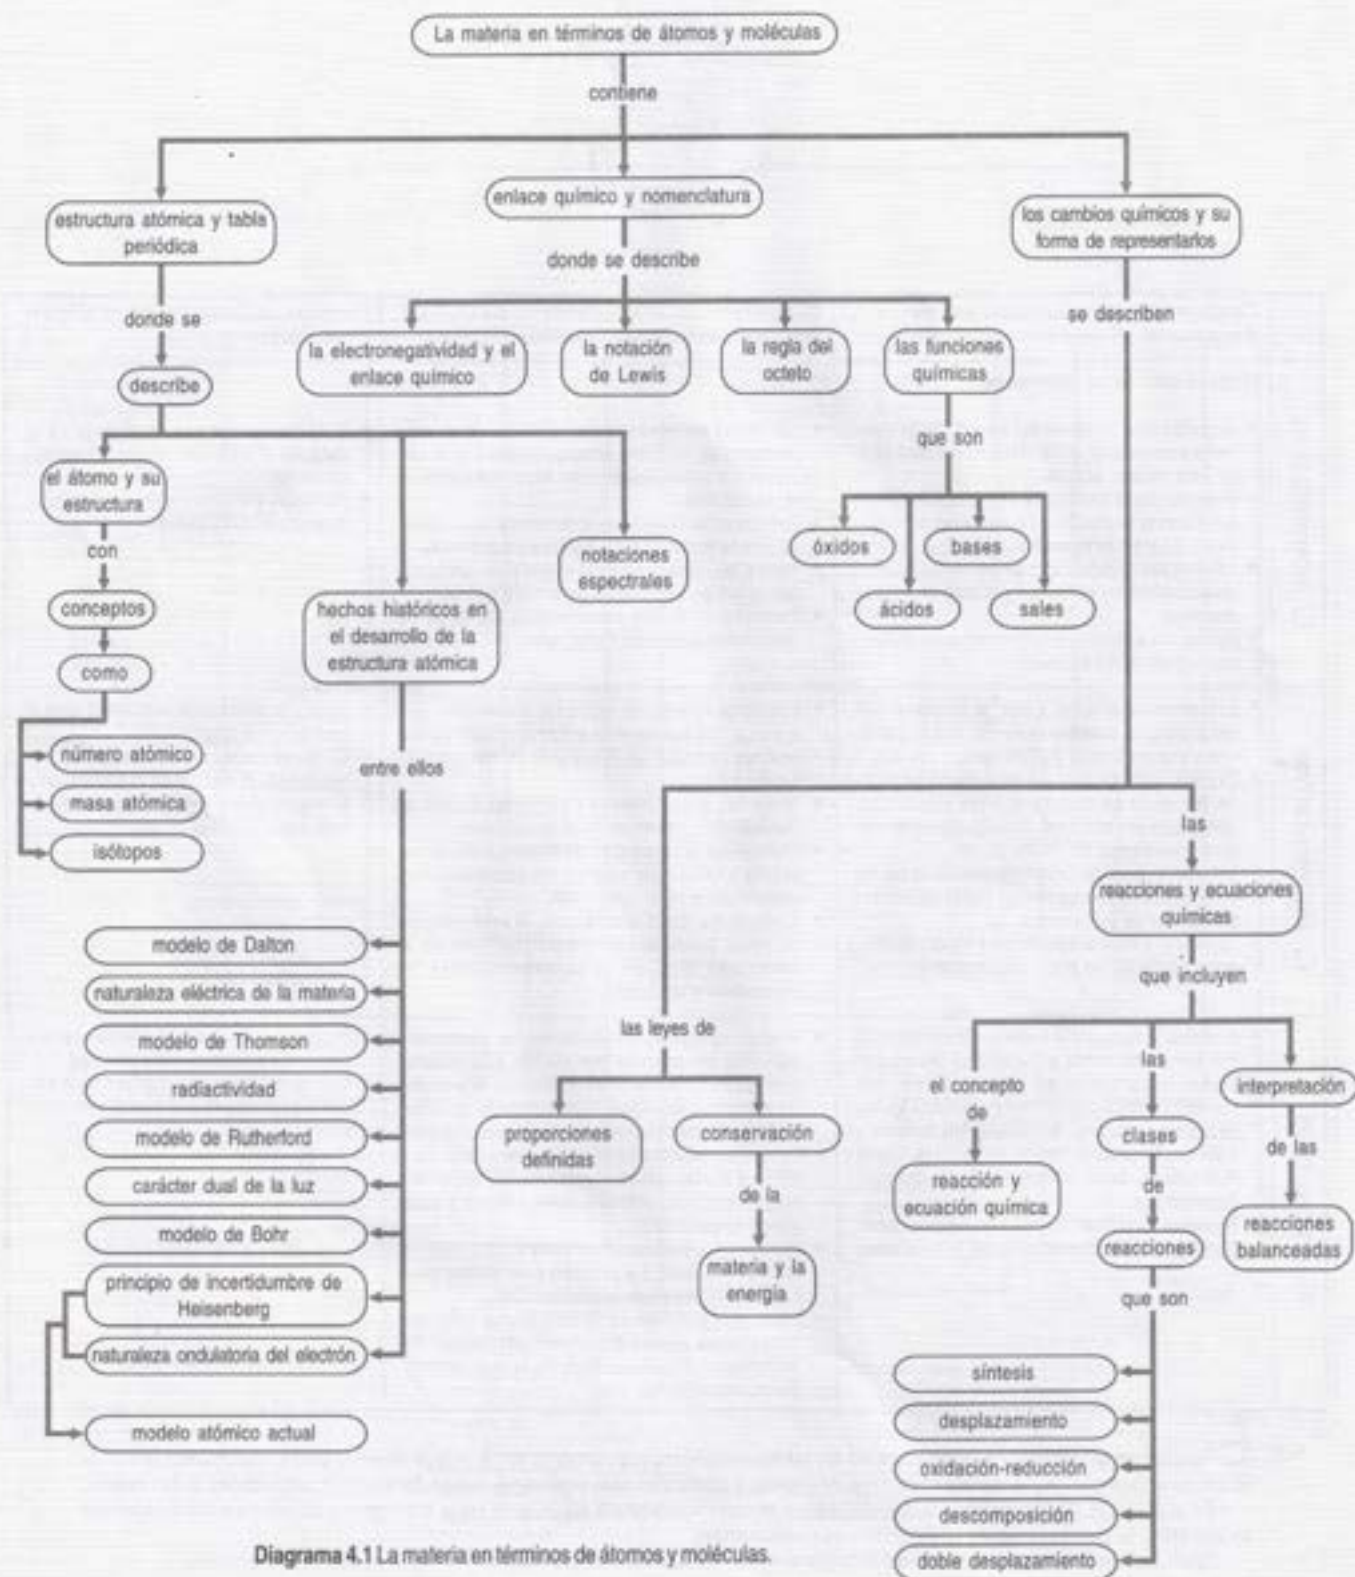 La materia en términos de átomos y moléculas
contiene
estructura atómica y tabla
periódica
donde se
describe
el átomo y su
estructura
con
conceptos
como
número atómico
masa atómica
isótopos
hechos históricos en
el desarrollo de la
estructura atómica
entre ellos
modelo de Dalton
naturaleza eléctrica de la materia
modelo de Thomson
radiactividad
modelo de Rutherford
carácter dual de la luz
modelo de Bohr
principio de incertidumbre de
Heisenberg
naturaleza ondulatoria del electrón
modelo atómico actual
notaciones
espectrales
enlace químico y nomenclatura
donde se describe
la electronegatividad y el
enlace químico
la notación
de Lewis
la regla del
octeto
las funciones
químicas
que son
óxidos
ácidos
bases
sales
los cambios químicos y su
forma de representarlos
se describen
las leyes de
proporciones
definidas
conservación
de la
materia y la
energía
las
reacciones y ecuaciones
químicas
que incluyen
el concepto
de
reacción y
ecuación química
las
clases
de
reacciones
que son
síntesis
desplazamiento
oxidación-reducción
descomposición
doble desplazamiento
interpretación
de las
reacciones
balanceadas
Diagrama 4.1 La materia en términos de átomos y moléculas.